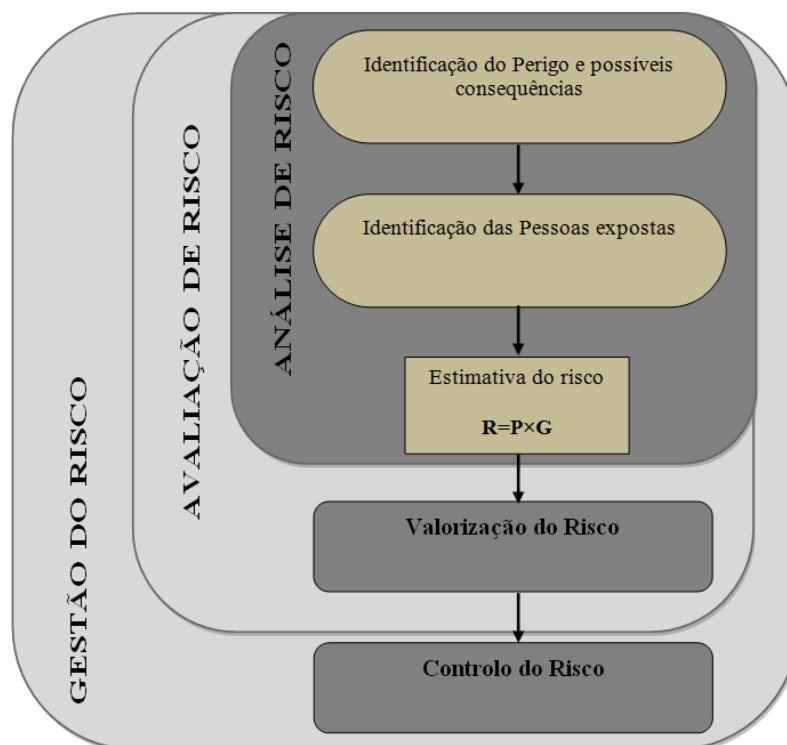 GESTÃO DO RISCO
AVALIAÇÃO DE RISCO
ANÁLISE DE RISCO
Identificação do Perigo e possíveis
consequências
Identificação das Pessoas expostas
Estimativa do risco
R=P×G
Valorização do Risco
Controlo do Risco